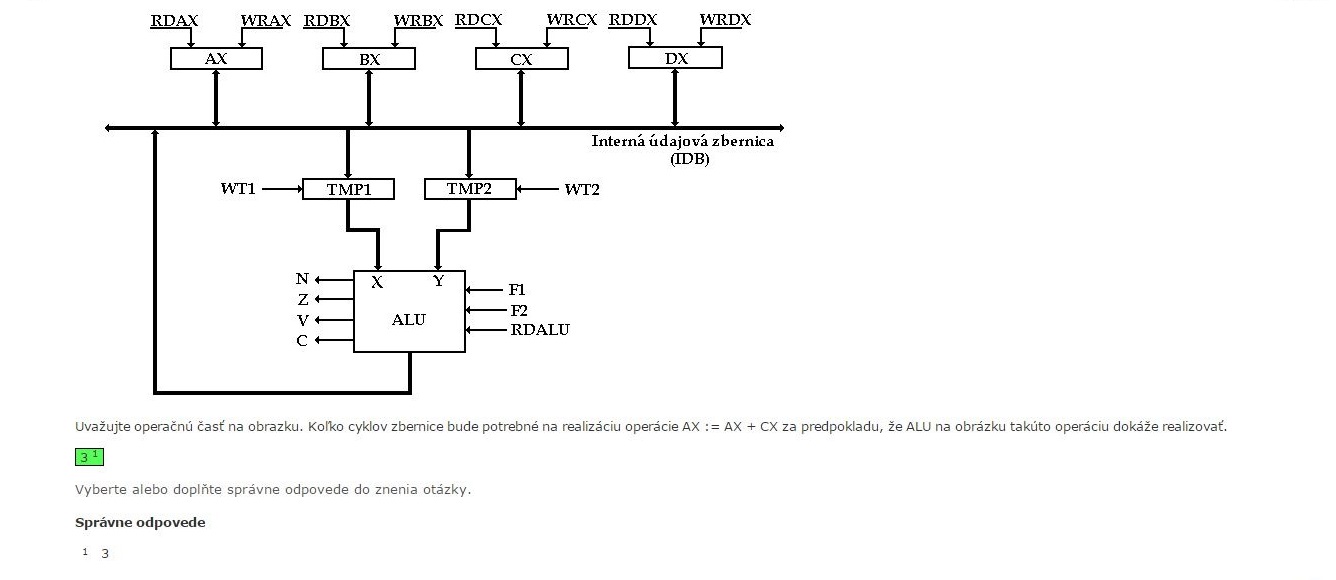 RDAX WRAX RDBX WRBX RDCX WRCX RDDX WRDX
AX BX CX DX
Interná údajová zbernica
(IDB)
WT1 TMP1 TMP2 WT2
N X Y F1
Z F2
V ALU RDALU
C
Uvažujte operačnú časť na obrazku. Koľko cyklov zbernice bude potrebné na realizáciu operácie AX := AX + CX za predpokladu, že ALU na obrázku takúto operáciu dokáže realizovať.
3 1
Vyberte alebo doplňte správne odpovede do znenia otázky.
Správne odpovede
1 3